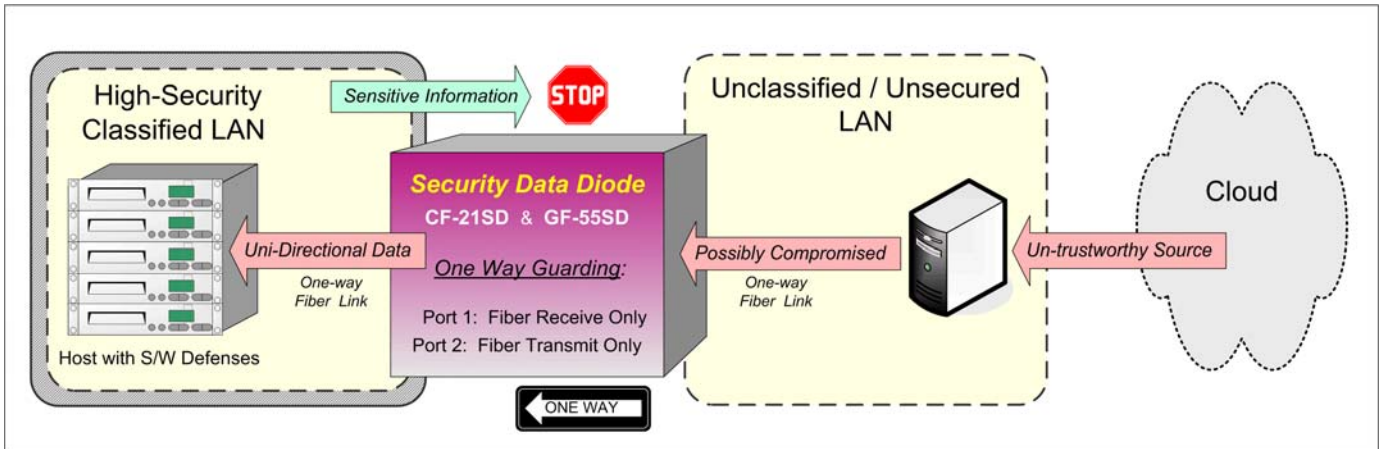 High-Security
Classified LAN
Sensitive Information
STOP
Unclassified / Unsecured
LAN
Security Data Diode
CF-21SD & GF-55SD
One Way Guarding:
Port 1: Fiber Receive Only
Port 2: Fiber Transmit Only
Uni-Directional Data
One-way
Fiber Link
Host with S/W Defenses
Possibly Compromised
One-way
Fiber Link
Un-trustworthy Source
Cloud
ONE WAY